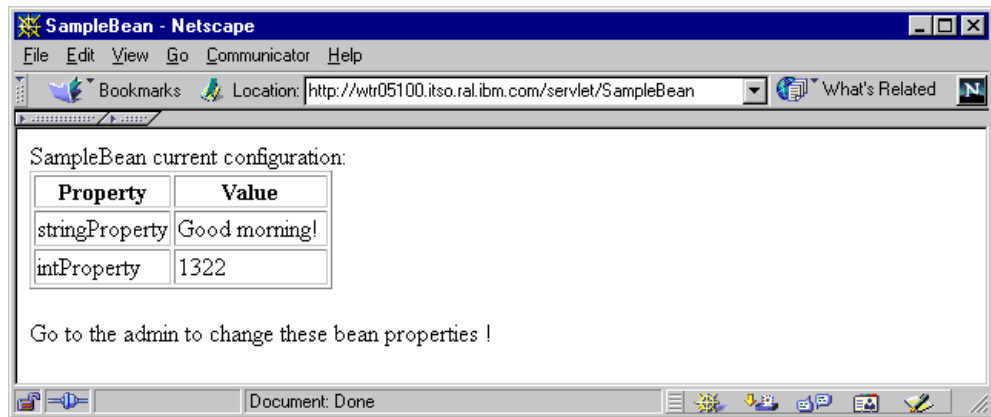 SampleBean - Netscape
File Edit View Go Communicator Help
Bookmarks Location: http://wtr05100.itso.ral.ibm.com/servlet/SampleBean What's Related N
SampleBean current configuration:
Property Value
stringProperty Good morning!
intProperty 1322
Go to the admin to change these bean properties !
Document: Done